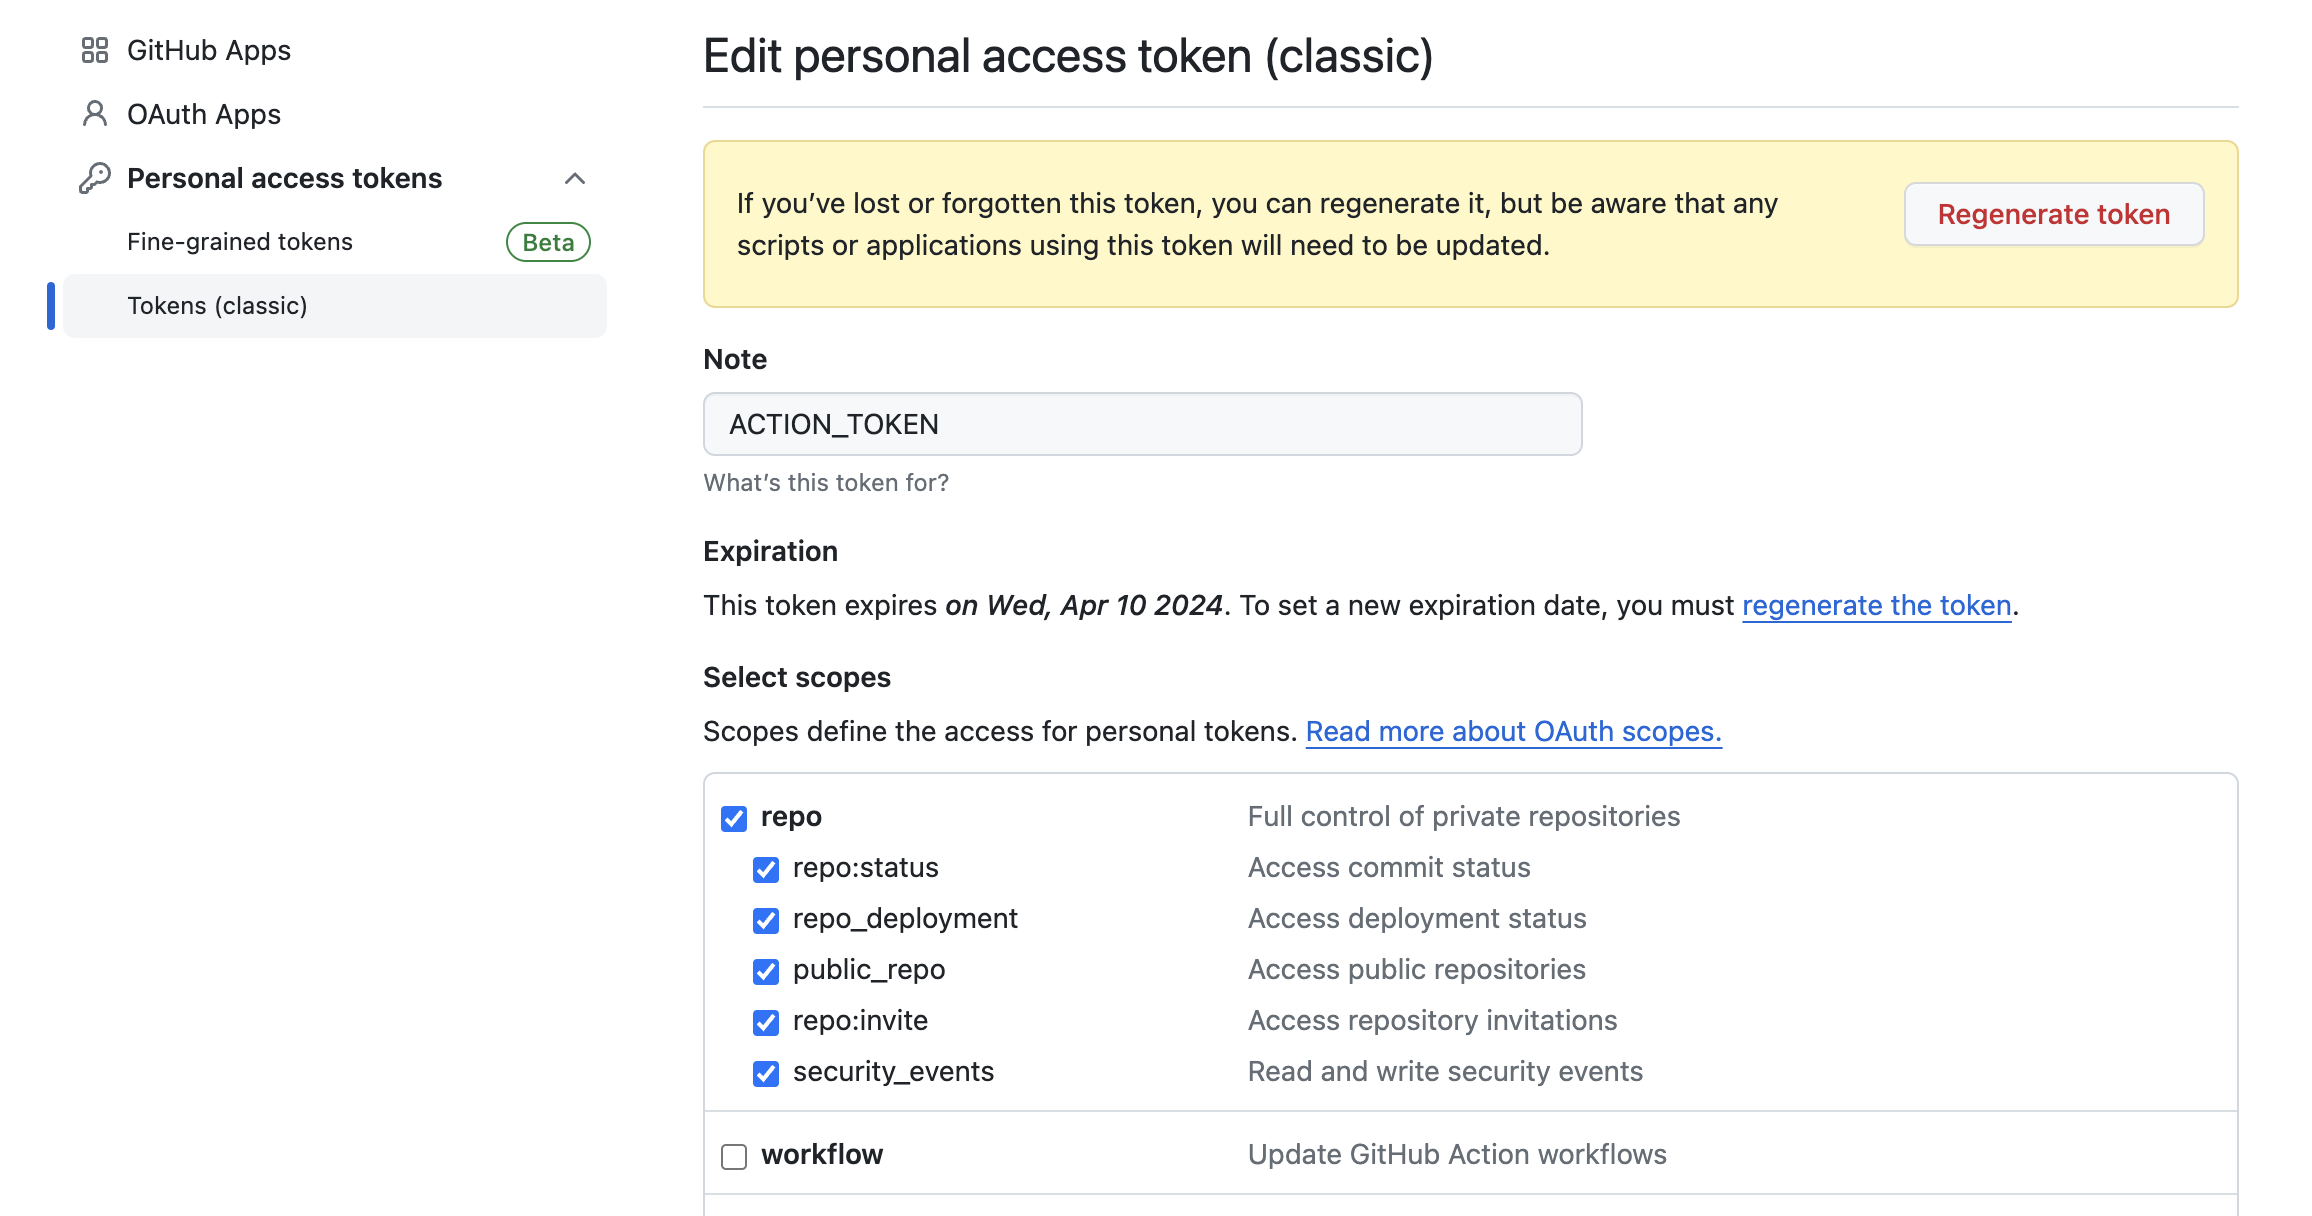 GitHub Apps
OAuth Apps
Personal access tokens
Fine-grained tokens Beta
Tokens (classic)
Edit personal access token (classic)
If you’ve lost or forgotten this token, you can regenerate it, but be aware that any
scripts or applications using this token will need to be updated.
Regenerate token
Note
ACTION_TOKEN
What’s this token for?
Expiration
This token expires on Wed, Apr 10 2024. To set a new expiration date, you must regenerate the token.
Select scopes
Scopes define the access for personal tokens. Read more about OAuth scopes.
repo Full control of private repositories
repo:status Access commit status
repo_deployment Access deployment status
public_repo Access public repositories
repo:invite Access repository invitations
security_events Read and write security events
workflow Update GitHub Action workflows